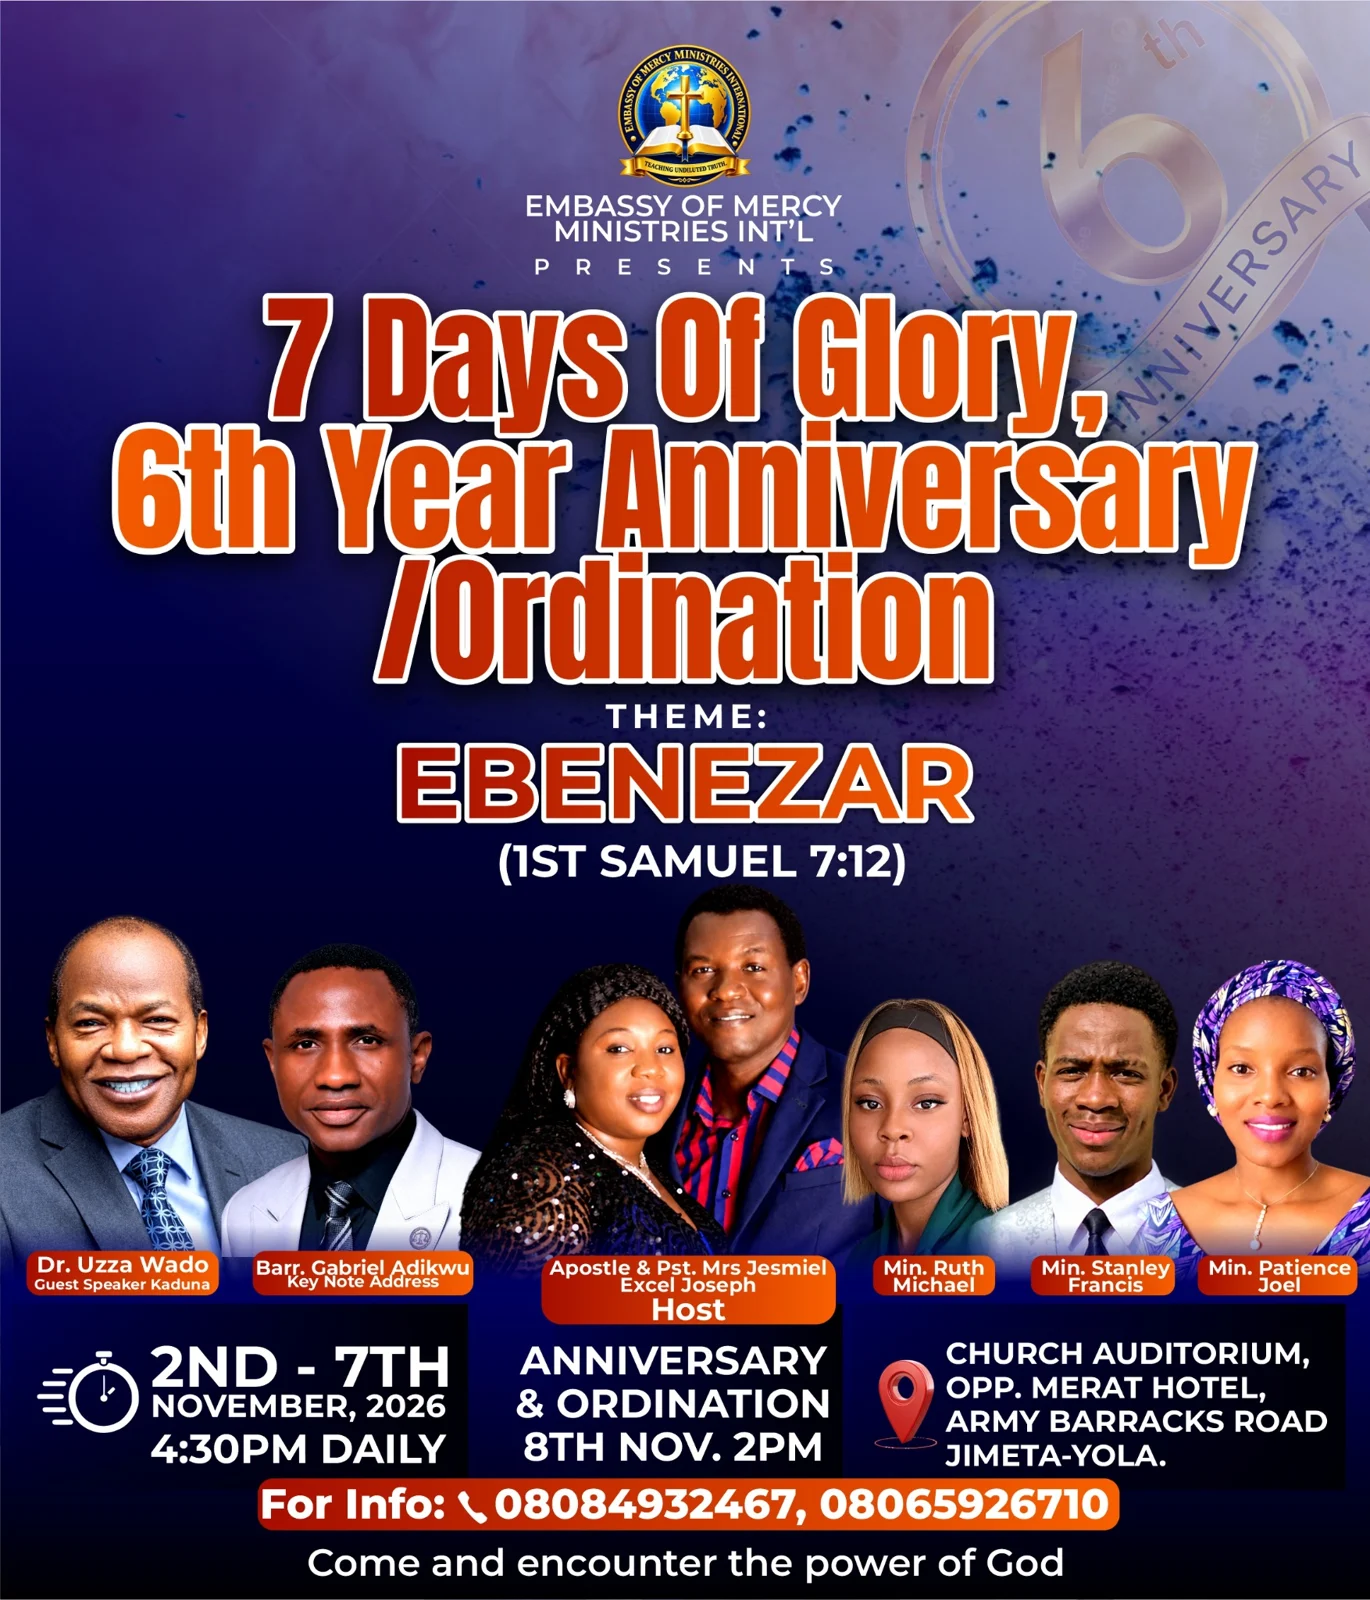 EMBASSY OF MERCY MINISTRIES INTERNATIONAL
TEACHING UNDILUTED TRUTH.
6th
ANNIVERSARY
EMBASSY OF MERCY
MINISTRIES INT'L
PRESENTS
7 Days Of Glory,
6th Year Anniversary
/Ordination
THEME:
EBENEZAR
(1ST SAMUEL 7:12)
Dr. Uzza Wado
Guest Speaker Kaduna
Barr. Gabriel Adikwu
Key Note Address
Apostle & Pst. Mrs Jesmiel
Excel Joseph
Host
Min. Ruth
Michael
Min. Stanley
Francis
Min. Patience
Joel
2ND - 7TH
NOVEMBER, 2026
4:30PM DAILY
ANNIVERSARY
& ORDINATION
8TH NOV. 2PM
CHURCH AUDITORIUM,
OPP. MERAT HOTEL,
ARMY BARRACKS ROAD
JIMETA-YOLA.
For Info: 08084932467, 08065926710
Come and encounter the power of God